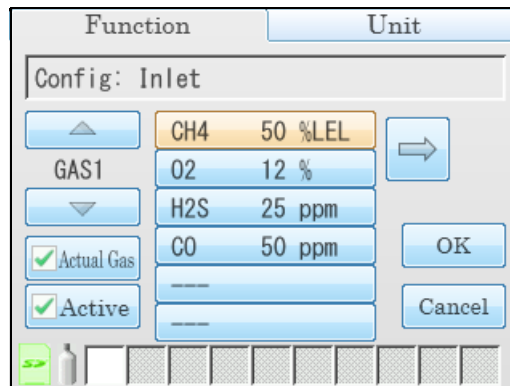 Function Unit
Config: Inlet
CH4 50 %LEL
GAS1 O2 12 %
H2S 25 ppm
Actual Gas CO 50 ppm OK
---
Active --- Cancel